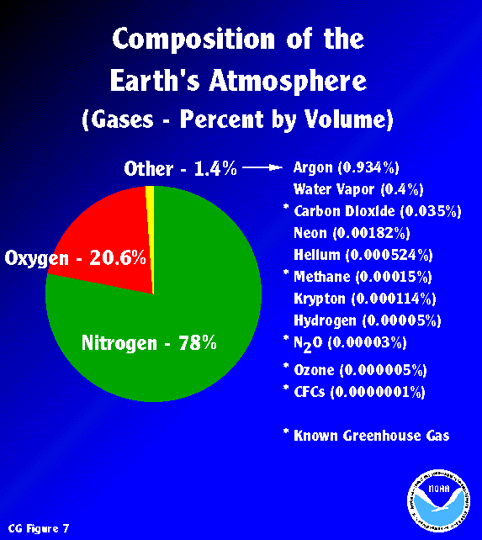 Composition of the
Earth's Atmosphere
(Gases - Percent by Volume)
Other - 1.4%
Argon (0.934%)
Water Vapor (0.4%)
* Carbon Dioxide (0.035%)
Neon (0.00182%)
Helium (0.000524%)
* Methane (0.00015%)
Krypton (0.000114%)
Hydrogen (0.00005%)
* N2O (0.00003%)
* Ozone (0.000005%)
* CFCs (0.0000001%)
* Known Greenhouse Gas
Oxygen - 20.6%
Nitrogen - 78%
NOAA
CG Figure 7